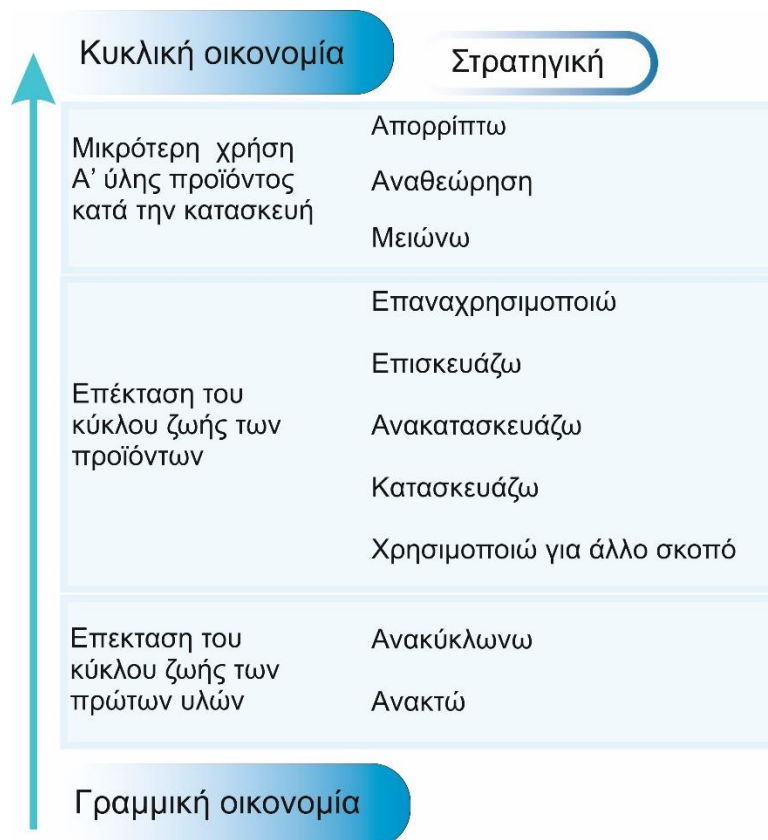 Κυκλική οικονομία
Στρατηγική
Μικρότερη χρήση
Α' ύλης προϊόντος
κατά την κατασκευή
Απορρίπτω
Αναθεώρηση
Μειώνω
Επέκταση του
κύκλου ζωής των
προϊόντων
Επαναχρησιμοποιώ
Επισκευάζω
Ανακατασκευάζω
Κατασκευάζω
Χρησιμοποιώ για άλλο σκοπό
Επεκταση του
κύκλου ζωής των
πρώτων υλών
Ανακύκλωνω
Ανακτώ
Γραμμική οικονομία